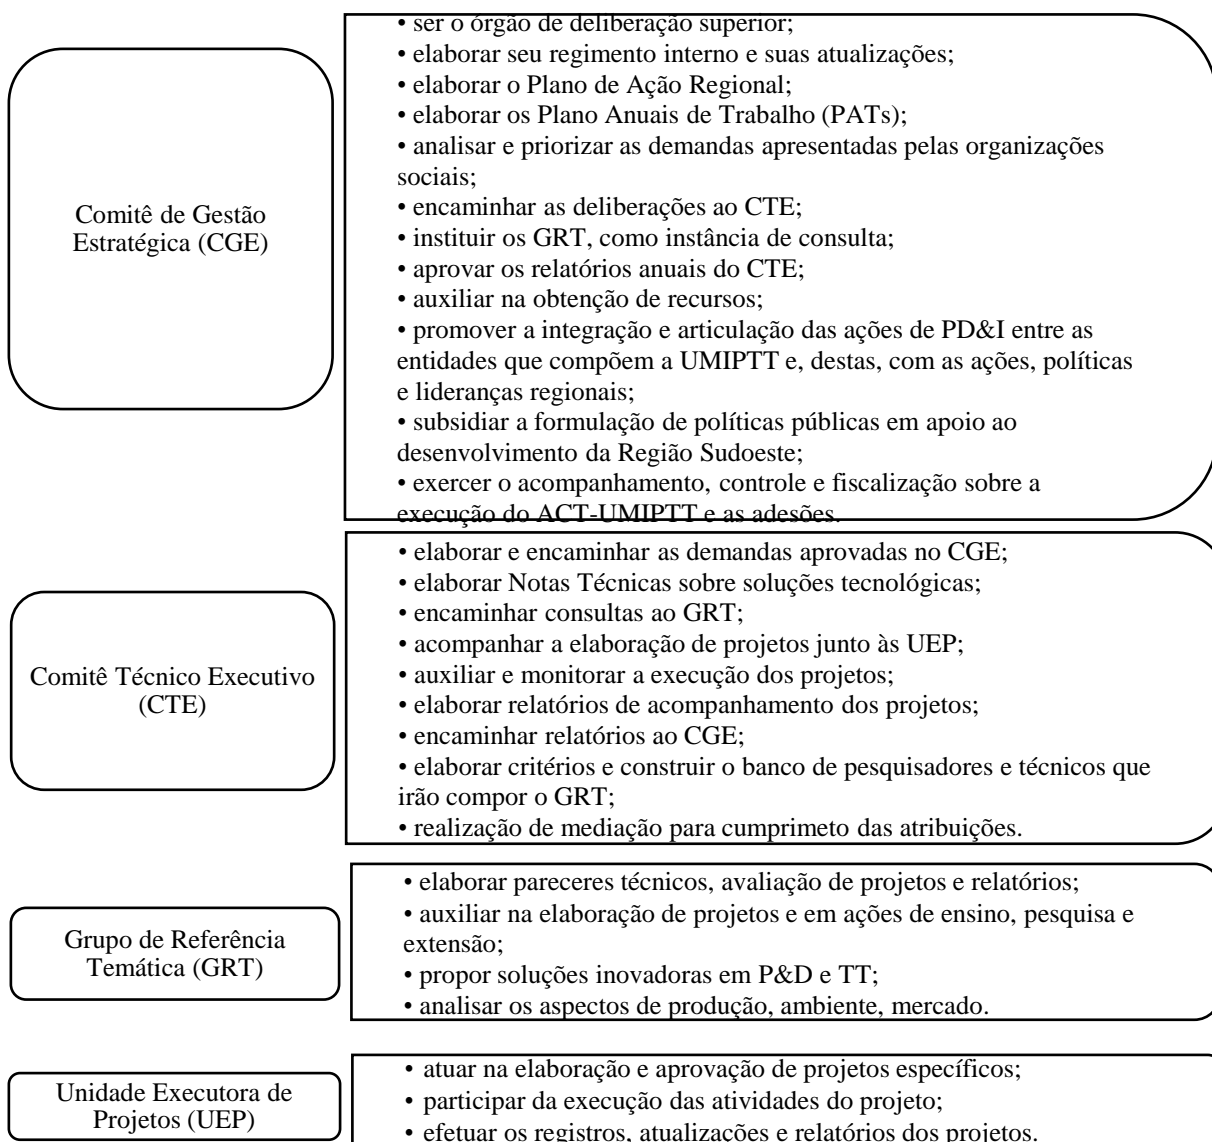 Comitê de Gestão
Estratégica (CGE)
• ser o órgão de deliberação superior;
• elaborar seu regimento interno e suas atualizações;
• elaborar o Plano de Ação Regional;
• elaborar os Plano Anuais de Trabalho (PATs);
• analisar e priorizar as demandas apresentadas pelas organizações
sociais;
• encaminhar as deliberações ao CTE;
• instituir os GRT, como instância de consulta;
• aprovar os relatórios anuais do CTE;
• auxiliar na obtenção de recursos;
• promover a integração e articulação das ações de PD&I entre as
entidades que compõem a UMIPTT e, destas, com as ações, políticas
e lideranças regionais;
• subsidiar a formulação de políticas públicas em apoio ao
desenvolvimento da Região Sudoeste;
• exercer o acompanhamento, controle e fiscalização sobre a
execução do ACT-UMIPTT e as adesões.
Comitê Técnico Executivo
(CTE)
• elaborar e encaminhar as demandas aprovadas no CGE;
• elaborar Notas Técnicas sobre soluções tecnológicas;
• encaminhar consultas ao GRT;
• acompanhar a elaboração de projetos junto às UEP;
• auxiliar e monitorar a execução dos projetos;
• elaborar relatórios de acompanhamento dos projetos;
• encaminhar relatórios ao CGE;
• elaborar critérios e construir o banco de pesquisadores e técnicos que
irão compor o GRT;
• realização de mediação para cumprimeto das atribuições.
Grupo de Referência
Temática (GRT)
• elaborar pareceres técnicos, avaliação de projetos e relatórios;
• auxiliar na elaboração de projetos e em ações de ensino, pesquisa e
extensão;
• propor soluções inovadoras em P&D e TT;
• analisar os aspectos de produção, ambiente, mercado.
Unidade Executora de
Projetos (UEP)
• atuar na elaboração e aprovação de projetos específicos;
• participar da execução das atividades do projeto;
• efetuar os registros, atualizações e relatórios dos projetos.